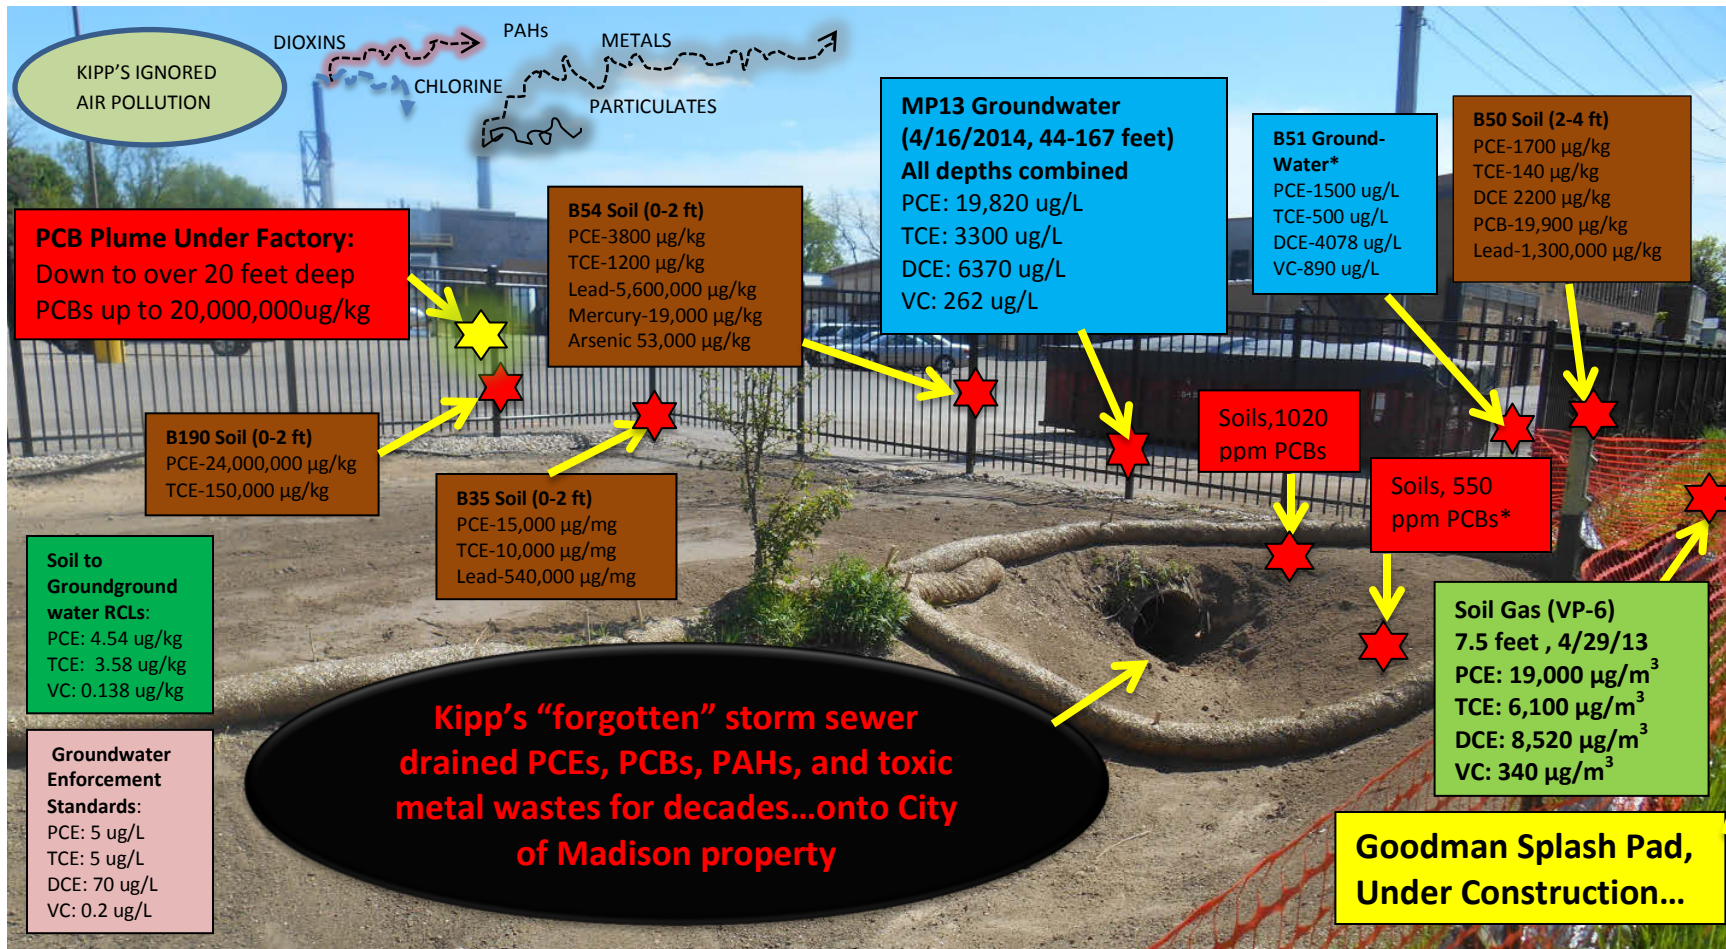 KIPP'S IGNORED
AIR POLLUTION
DIOXINS
CHLORINE
PAHs
METALS
PARTICULATES
PCB Plume Under Factory:
Down to over 20 feet deep
PCBs up to 20,000,000ug/kg
B54 Soil (0-2 ft)
PCE-3800 µg/kg
TCE-1200 µg/kg
Lead-5,600,000 µg/kg
Mercury-19,000 µg/kg
Arsenic 53,000 µg/kg
MP13 Groundwater
(4/16/2014, 44-167 feet)
All depths combined
PCE: 19,820 ug/L
TCE: 3300 ug/L
DCE: 6370 ug/L
VC: 262 ug/L
B51 Ground-
Water*
PCE-1500 ug/L
TCE-500 ug/L
DCE-4078 ug/L
VC-890 ug/L
B50 Soil (2-4 ft)
PCE-1700 µg/kg
TCE-140 µg/kg
DCE 2200 µg/kg
PCB-19,900 µg/kg
Lead-1,300,000 µg/kg
B190 Soil (0-2 ft)
PCE-24,000,000 µg/kg
TCE-150,000 µg/kg
B35 Soil (0-2 ft)
PCE-15,000 µg/mg
TCE-10,000 µg/mg
Lead-540,000 µg/mg
Soils,1020
ppm PCBs
Soils, 550
ppm PCBs*
Soil to
Groundground
water RCLs:
PCE: 4.54 ug/kg
TCE: 3.58 ug/kg
VC: 0.138 ug/kg
Groundwater
Enforcement
Standards:
PCE: 5 ug/L
TCE: 5 ug/L
DCE: 70 ug/L
VC: 0.2 ug/L
Kipp's “forgotten” storm sewer
drained PCEs, PCBs, PAHs, and toxic
metal wastes for decades…onto City
of Madison property
Soil Gas (VP-6)
7.5 feet , 4/29/13
PCE: 19,000 µg/m³
TCE: 6,100 µg/m³
DCE: 8,520 µg/m³
VC: 340 µg/m³
Goodman Splash Pad,
Under Construction…